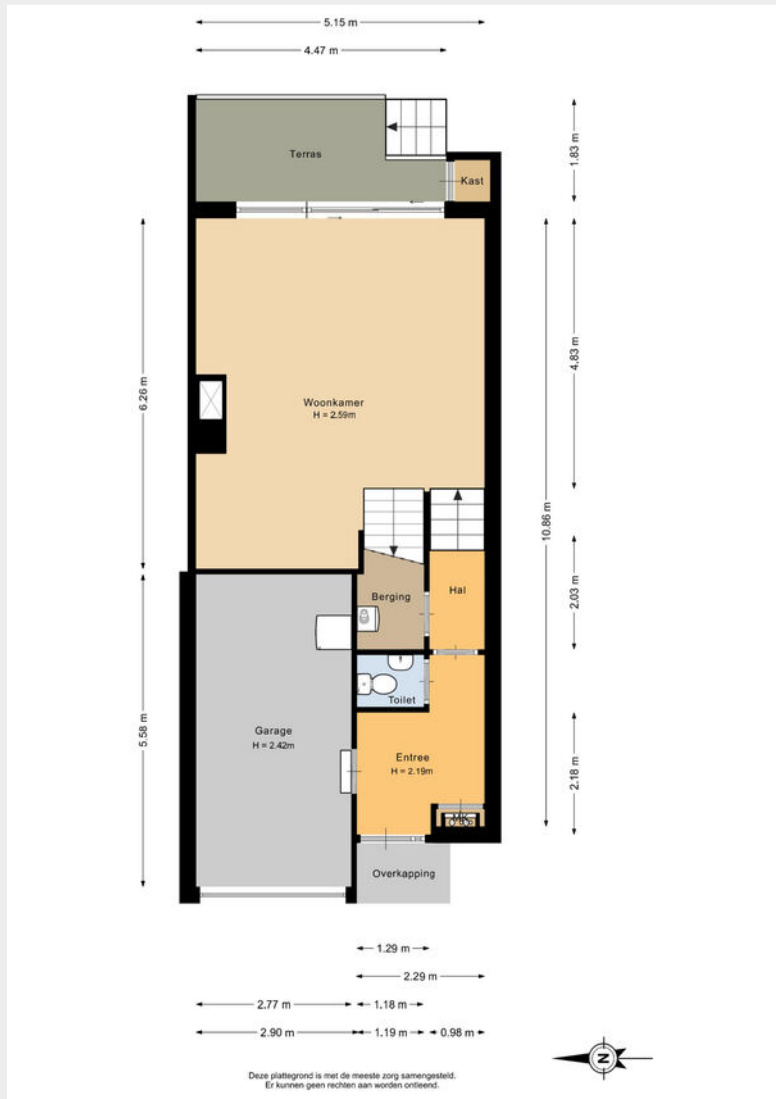 5.15 m
4.47 m
Terras
1.83 m
Kast
6.26 m
4.83 m
Woonkamer
H = 2.59m
10.86 m
Berging
Hal
2.03 m
Toilet
Garage
H = 2.42m
5.58 m
Entree
H = 2.19m
2.18 m
MK
Overkapping
1.29 m
2.29 m
2.77 m
1.18 m
2.90 m
1.19 m
0.98 m
N
Deze plattegrond is met de meeste zorg samengesteld.
Er kunnen geen rechten aan worden ontleend.